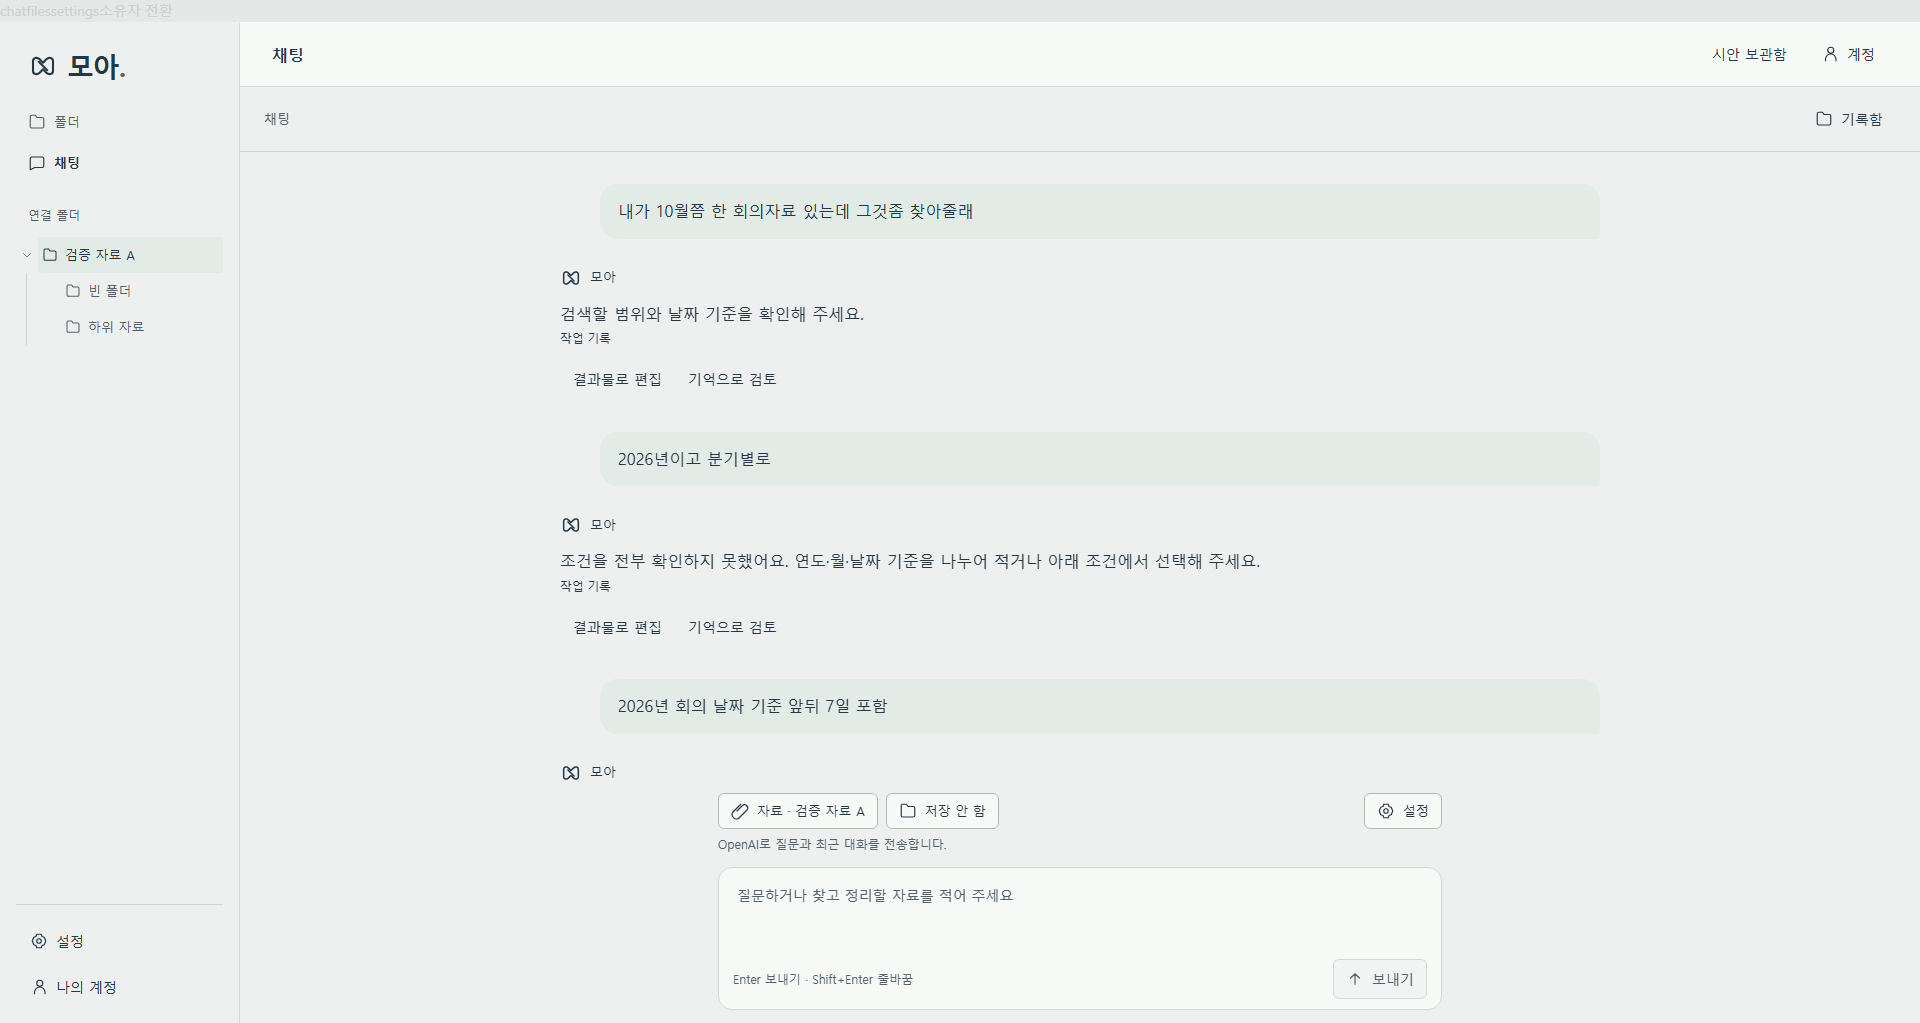 chatfilessettings소유자 전환
모아.
폴더
채팅
연결 폴더
검증 자료 A
빈 폴더
하위 자료
설정
나의 계정
채팅
시안 보관함
계정
채팅
기록함
내가 10월쯤 한 회의자료 있는데 그것좀 찾아줄래
모아
검색할 범위와 날짜 기준을 확인해 주세요.
작업 기록
결과물로 편집 기억으로 검토
2026년이고 분기별로
모아
조건을 전부 확인하지 못했어요. 연도·월·날짜 기준을 나누어 적거나 아래 조건에서 선택해 주세요.
작업 기록
결과물로 편집 기억으로 검토
2026년 회의 날짜 기준 앞뒤 7일 포함
모아
자료 · 검증 자료 A
저장 안 함
설정
OpenAI로 질문과 최근 대화를 전송합니다.
질문하거나 찾고 정리할 자료를 적어 주세요
Enter 보내기 · Shift+Enter 줄바꿈
보내기